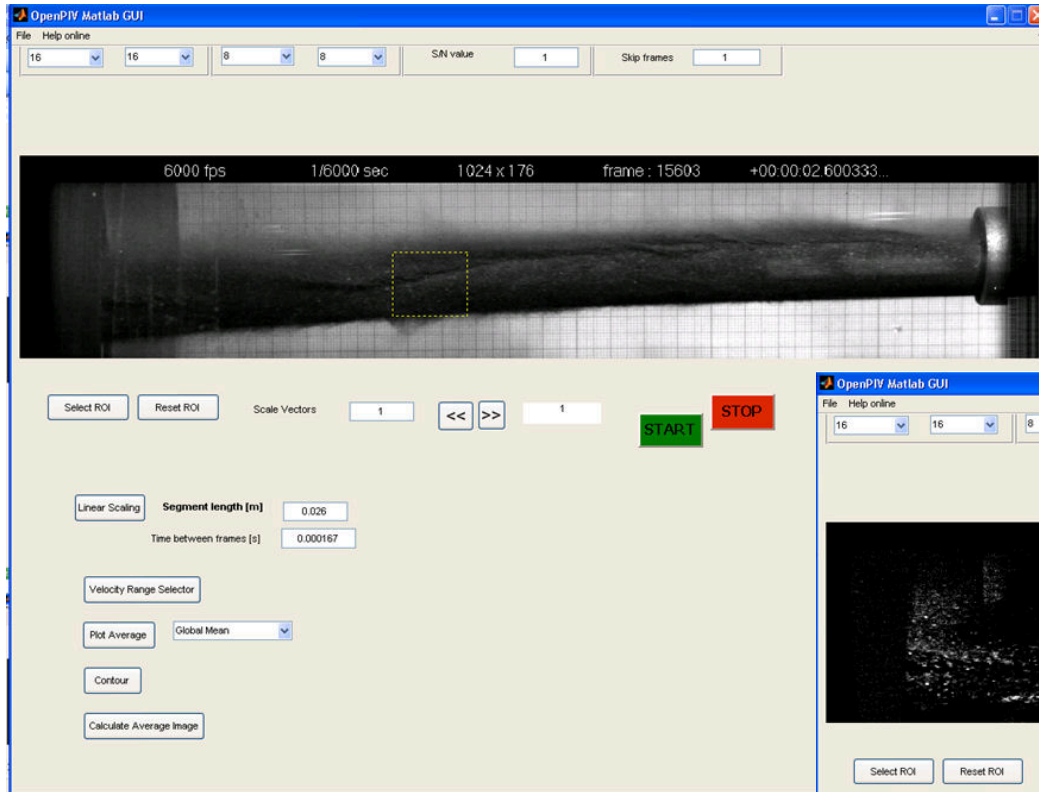 OpenPIV Matlab GUI
File Help online
16 16 8 8 S/N value 1 Skip frames 1
6000 fps 1/6000 sec 1024 x 176 frame : 15603 +00:00:02.600333...
Select ROI Reset ROI Scale Vectors 1 << >> 1 START STOP
Linear Scaling Segment length [m] 0.026
Time between frames [s] 0.000167
Velocity Range Selector
Plot Average Global Mean
Contour
Calculate Average Image
OpenPIV Matlab GUI
File Help online
16 16 8
Select ROI Reset ROI